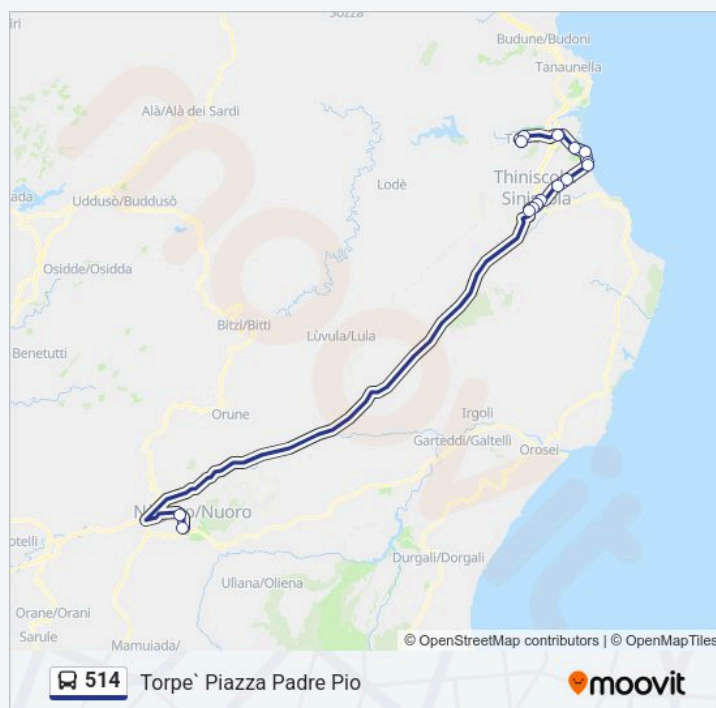 Sozza
Budune/Budoni
Tanaunella
Alà/Alà dei Sardi
Lodè
Thiniscole/
Siniscola
Uddusò/Buddusò
Osidde/Osidda
Bitzi/Bitti
Lùvula/Lula
Benetutti
Orune
Irgoli
Garteddi/Galtellì
Orosei
Nùgoro/Nuoro
Durgali/Dorgali
Ulìana/Oliena
Orane/Orani
Sarule
Mamuiada/
© OpenStreetMap contributors | © OpenMapTiles
514 Torpe` Piazza Padre Pio
moovit